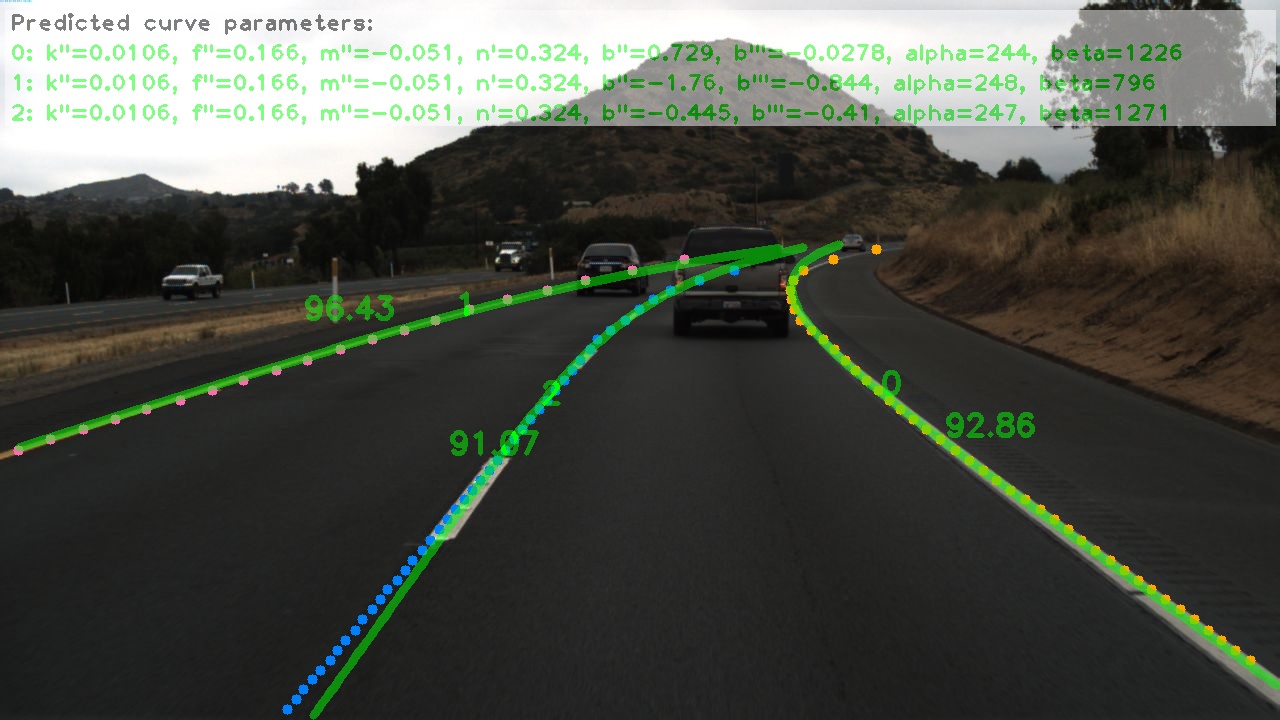 Predicted curve parameters:
0: k''=0.0106, f''=0.166, m''=-0.051, n'=0.324, b''=0.729, b'''=-0.0278, alpha=244, beta=1226
1: k''=0.0106, f''=0.166, m''=-0.051, n'=0.324, b''=-1.76, b'''=-0.844, alpha=248, beta=796
2: k''=0.0106, f''=0.166, m''=-0.051, n'=0.324, b''=-0.445, b'''=-0.41, alpha=247, beta=1271
96.43
1
2
0
91.07
92.86